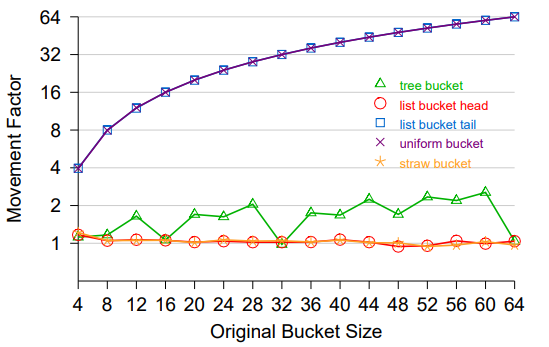 64
32
16
8
4
2
1
Movement Factor
tree bucket
list bucket head
list bucket tail
uniform bucket
straw bucket
4 8 12 16 20 24 28 32 36 40 44 48 52 56 60 64
Original Bucket Size